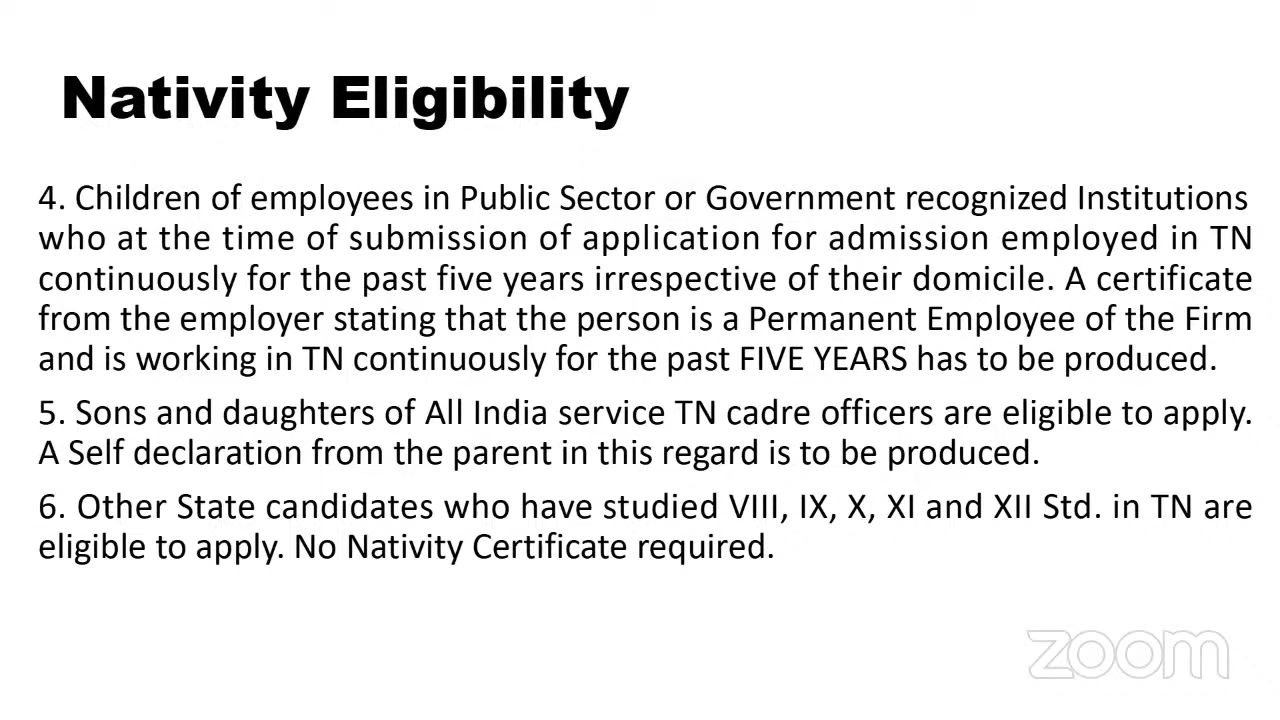 Nativity Eligibility
4. Children of employees in Public Sector or Government recognized Institutions
who at the time of submission of application for admission employed in TN
continuously for the past five years irrespective of their domicile. A certificate
from the employer stating that the person is a Permanent Employee of the Firm
and is working in TN continuously for the past FIVE YEARS has to be produced.
5. Sons and daughters of All India service TN cadre officers are eligible to apply.
A Self declaration from the parent in this regard is to be produced.
6. Other State candidates who have studied VIII, IX, X, XI and XII Std. in TN are
eligible to apply. No Nativity Certificate required.
zoom